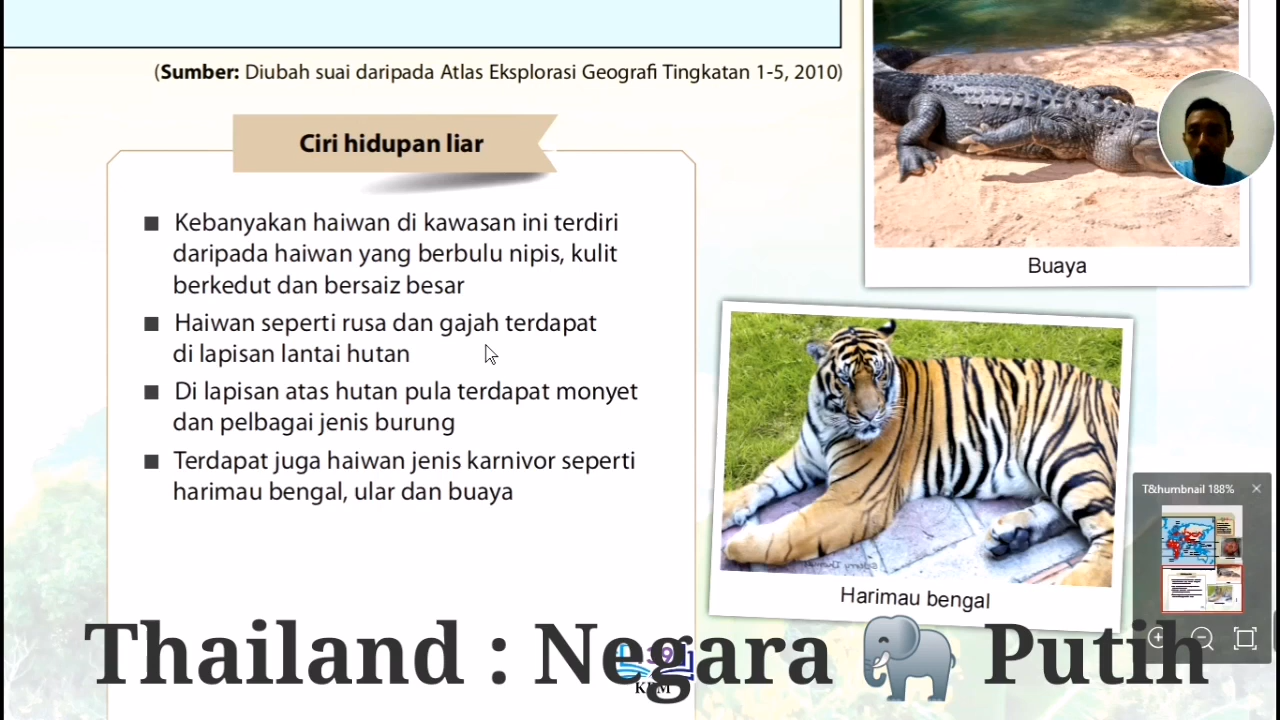 (Sumber: Diubah suai daripada Atlas Eksplorasi Geografi Tingkatan 1-5, 2010)
Ciri hidupan liar
■ Kebanyakan haiwan di kawasan ini terdiri
daripada haiwan yang berbulu nipis, kulit
berkedut dan bersaiz besar
■ Haiwan seperti rusa dan gajah terdapat
di lapisan lantai hutan
■ Di lapisan atas hutan pula terdapat monyet
dan pelbagai jenis burung
■ Terdapat juga haiwan jenis karnivor seperti
harimau bengal, ular dan buaya
Buaya
Harimau bengal
T&humbnail 188%
Thailand : Negara 🐘 Putih